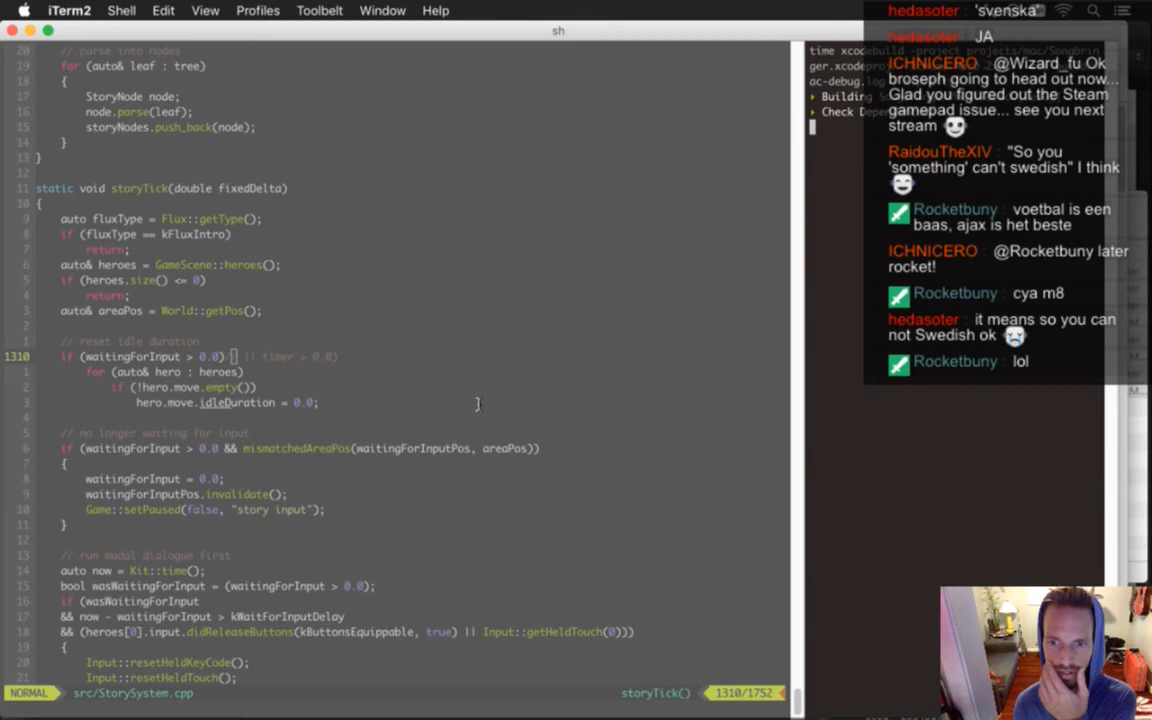 iTerm2 Shell Edit View Profiles Toolbelt Window Help
sh
20 // parse into nodes
19 for (auto& leaf : tree)
18 {
17 StoryNode node;
16 node.parse(leaf);
15 storyNodes.push_back(node);
14 }
13 }
12
11 static void storyTick(double fixedDelta)
10 {
9 auto fluxType = Flux::getType();
8 if (fluxType == kFluxIntro)
7 return;
6 auto& heroes = GameScene::heroes();
5 if (heroes.size() <= 0)
4 return;
3 auto& areaPos = World::getPos();
2
1 // reset idle duration
1310 if (waitingForInput > 0.0) // || timer > 0.0)
1 for (auto& hero : heroes)
2 if (!hero.move.empty())
3 hero.move.idleDuration = 0.0;
4
5 // no longer waiting for input
6 if (waitingForInput > 0.0 && mismatchedAreaPos(waitingForInputPos, areaPos))
7 {
8 waitingForInput = 0.0;
9 waitingForInputPos.invalidate();
10 Game::setPaused(false, "story input");
11 }
12
13 // run modal dialogue first
14 auto now = Kit::time();
15 bool wasWaitingForInput = (waitingForInput > 0.0);
16 if (wasWaitingForInput
17 && now - waitingForInput > kWaitForInputDelay
18 && (heroes[0].input.didReleaseButtons(kButtonsEquippable, true) || Input::getHeldTouch(0)))
19 {
20 Input::resetHeldKeyCode();
21 Input::resetHeldTouch();
NORMAL src/StorySystem.cpp storyTick() 1310/1752
time xcodebuild -project projects/mac/Songbrin
ger.xcodepro
ac-debug.log
Building
Check Depe
hedasoter : 'svenska'
hedasoter : JA
ICHNICERO : @Wizard_fu Ok
broseph going to head out now...
Glad you figured out the Steam
gamepad issue... see you next
stream
RaidouTheXIV : "So you
'something' can't swedish" I think
Rocketbuny : voetbal is een
baas, ajax is het beste
ICHNICERO : @Rocketbuny later
rocket!
Rocketbuny : cya m8
hedasoter : it means so you can
not Swedish ok
Rocketbuny : lol